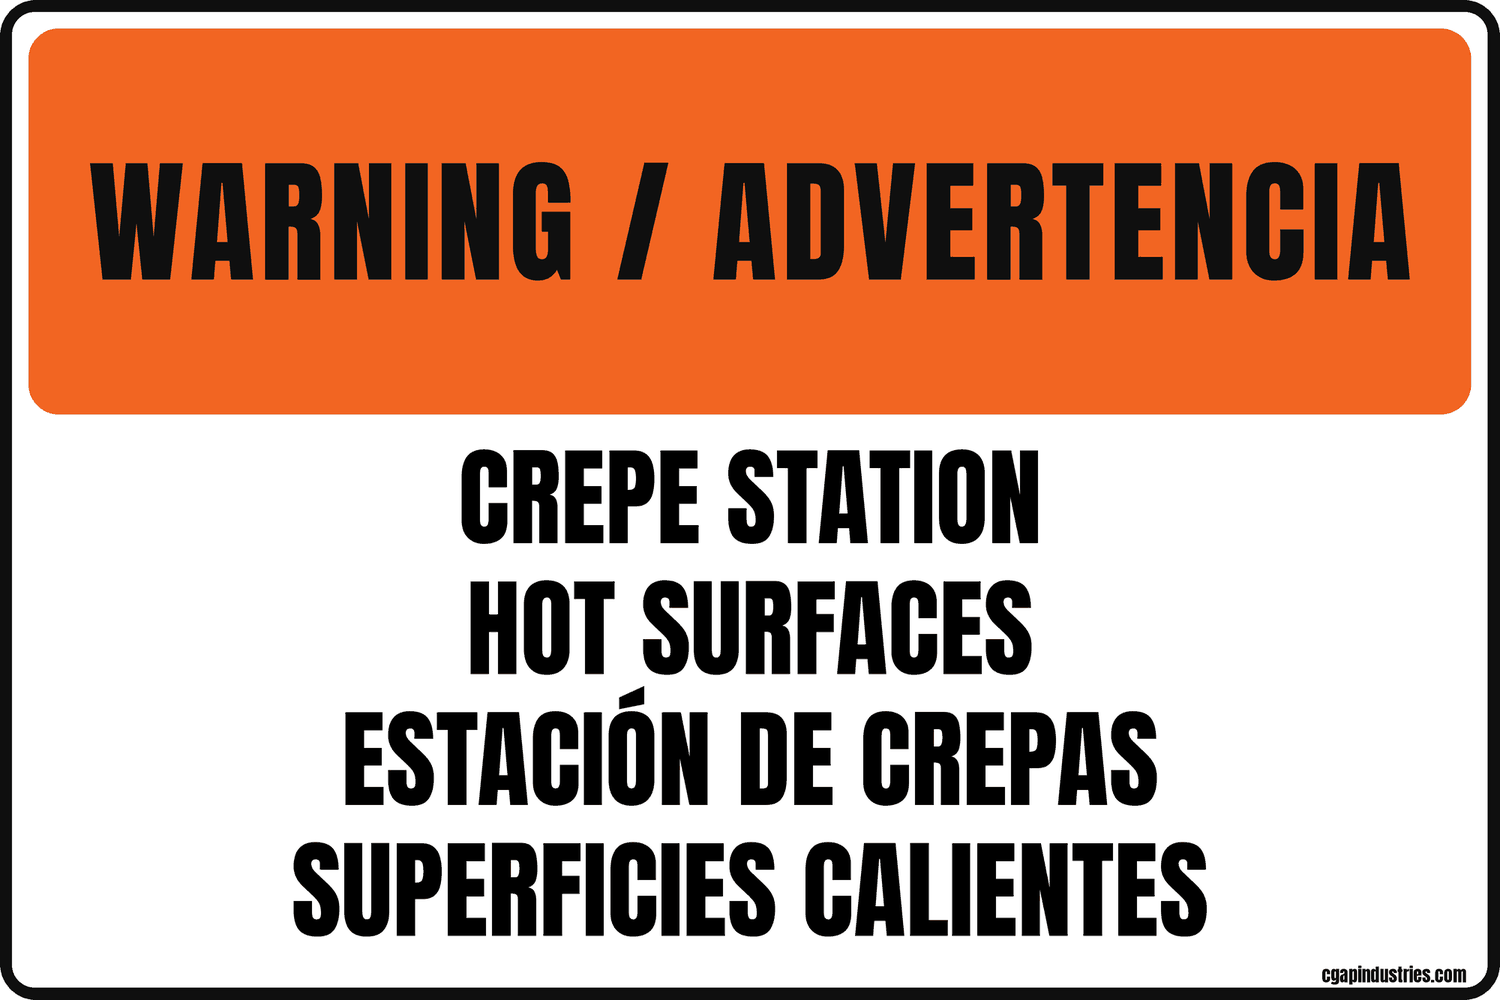 WARNING / ADVERTENCIA
CREPE STATION
HOT SURFACES
ESTACIÓN DE CREPAS
SUPERFICIES CALIENTES
cgapindustries.com